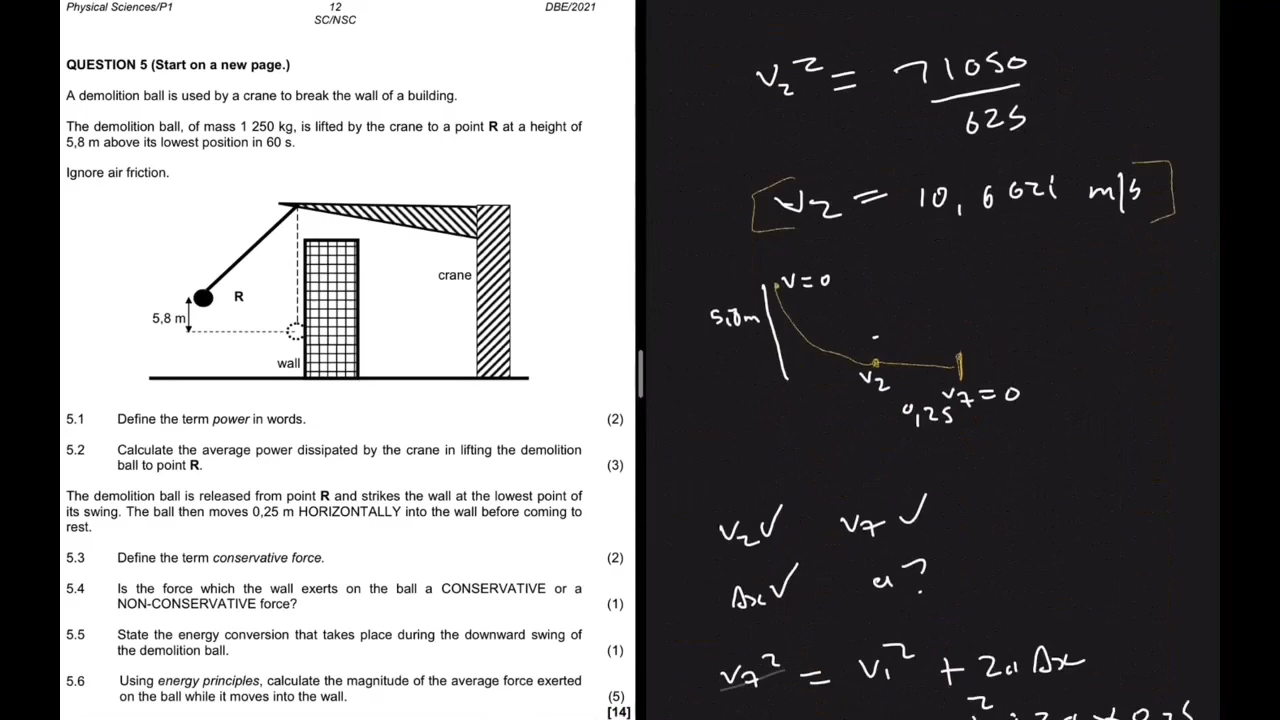 Physical Sciences/P1 12 DBE/2021
SC/NSC
QUESTION 5 (Start on a new page.)
A demolition ball is used by a crane to break the wall of a building.
The demolition ball, of mass 1 250 kg, is lifted by the crane to a point R at a height of
5,8 m above its lowest position in 60 s.
Ignore air friction.
R
5,8 m
crane
wall
5.1 Define the term power in words. (2)
5.2 Calculate the average power dissipated by the crane in lifting the demolition
ball to point R. (3)
The demolition ball is released from point R and strikes the wall at the lowest point of
its swing. The ball then moves 0,25 m HORIZONTALLY into the wall before coming to
rest.
5.3 Define the term conservative force. (2)
5.4 Is the force which the wall exerts on the ball a CONSERVATIVE or a
NON-CONSERVATIVE force? (1)
5.5 State the energy conversion that takes place during the downward swing of
the demolition ball. (1)
5.6 Using energy principles, calculate the magnitude of the average force exerted
on the ball while it moves into the wall. (5)
[14]
v₂² = 71050
625
v₂ = 10,6621 m/s
v=0
5,8m
v₂
vf=0
0,25
v₂✓ vf ✓
Δx✓ a?
vf² = v₁² + 2aΔx